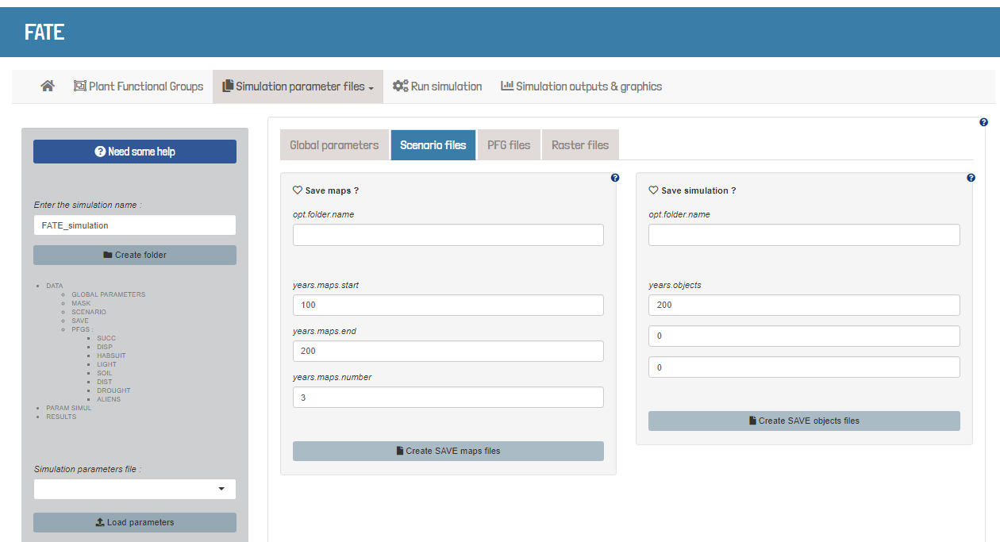 FATE
Plant Functional Groups
Simulation parameter files
Run simulation
Simulation outputs & graphics
Need some help
Enter the simulation name :
FATE_simulation
Create folder
DATA
GLOBAL PARAMETERS
MASK
SCENARIO
SAVE
PFGS :
SUCC
DISP
HABSUIT
LIGHT
SOIL
DIST
DROUGHT
ALIENS
PARAM SIMUL
RESULTS
Simulation parameters file :
Load parameters
Global parameters
Scenario files
PFG files
Raster files
Save maps ?
opt.folder.name
years.maps.start
100
years.maps.end
200
years.maps.number
3
Create SAVE maps files
Save simulation ?
opt.folder.name
years.objects
200
0
0
Create SAVE objects files